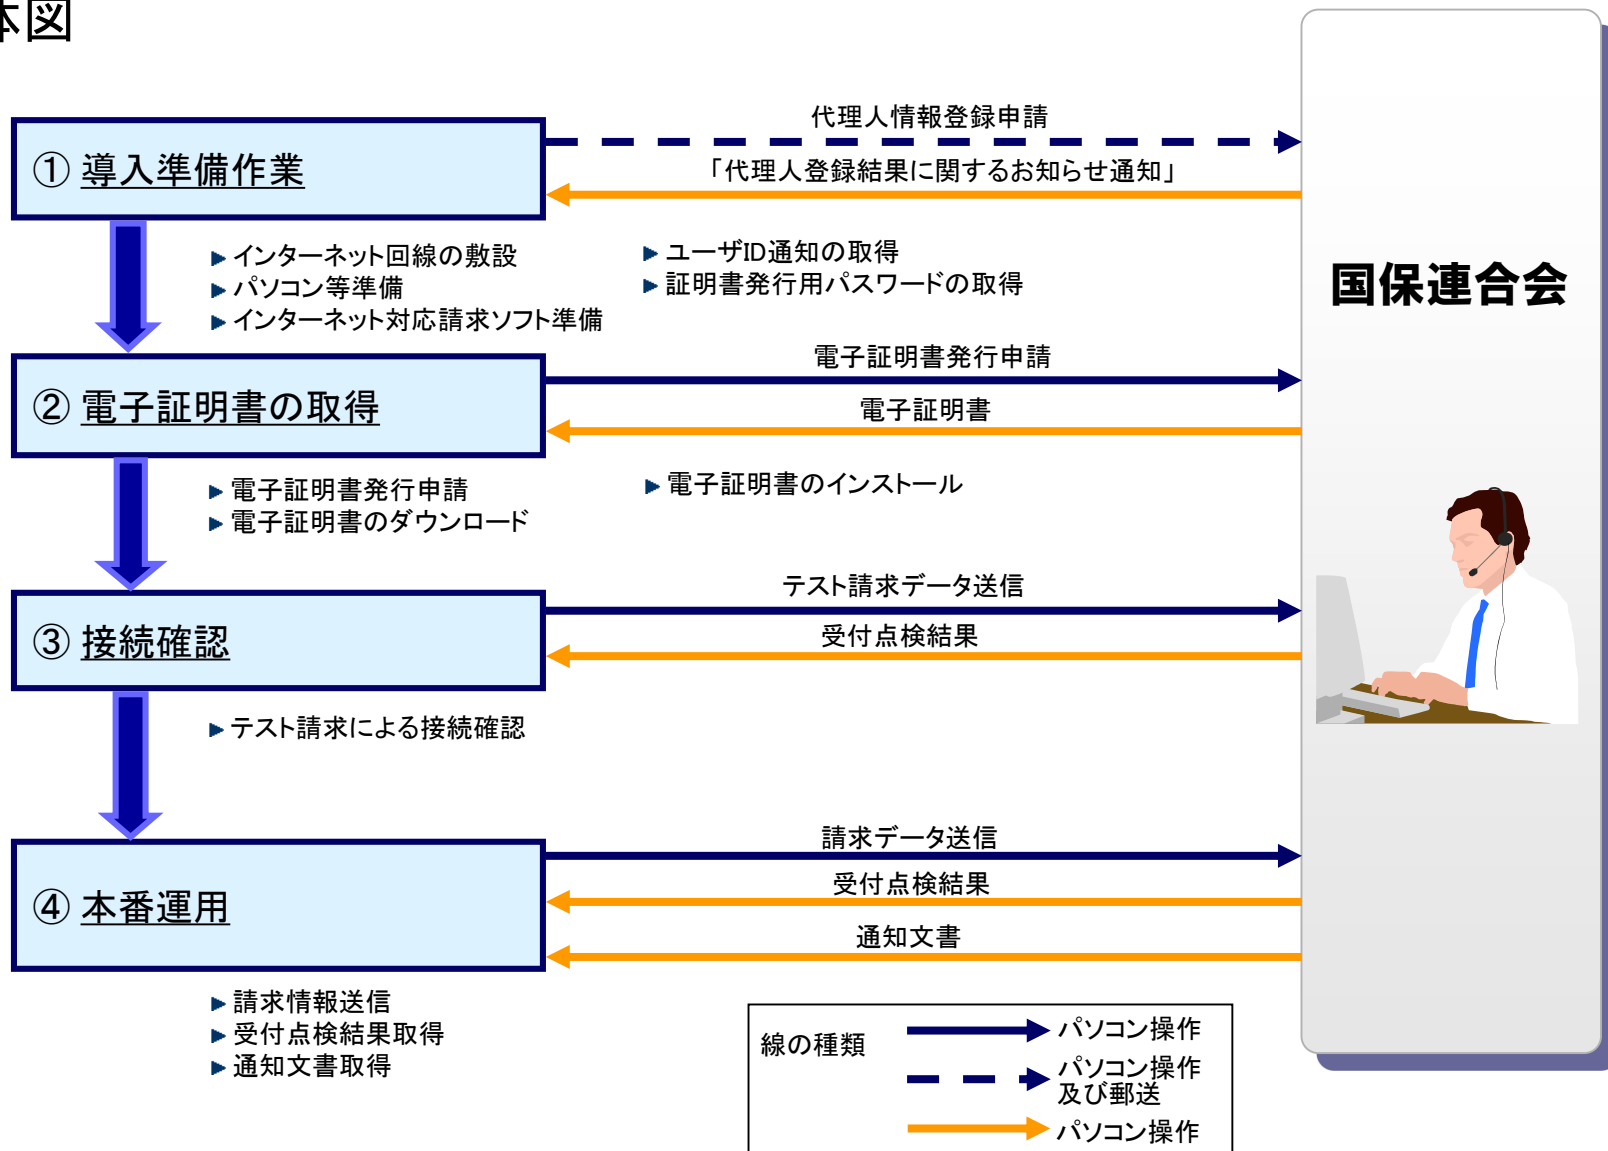 本図
代理人情報登録申請
① 導入準備作業
「代理人登録結果に関するお知らせ通知」
インターネット回線の敷設
パソコン等準備
インターネット対応請求ソフト準備
ユーザID通知の取得
証明書発行用パスワードの取得
国保連合会
電子証明書発行申請
② 電子証明書の取得
電子証明書
電子証明書発行申請
電子証明書のダウンロード
電子証明書のインストール
テスト請求データ送信
③ 接続確認
受付点検結果
テスト請求による接続確認
請求データ送信
④ 本番運用
受付点検結果
通知文書
請求情報送信
受付点検結果取得
通知文書取得
線の種類
パソコン操作
パソコン操作
及び郵送
パソコン操作